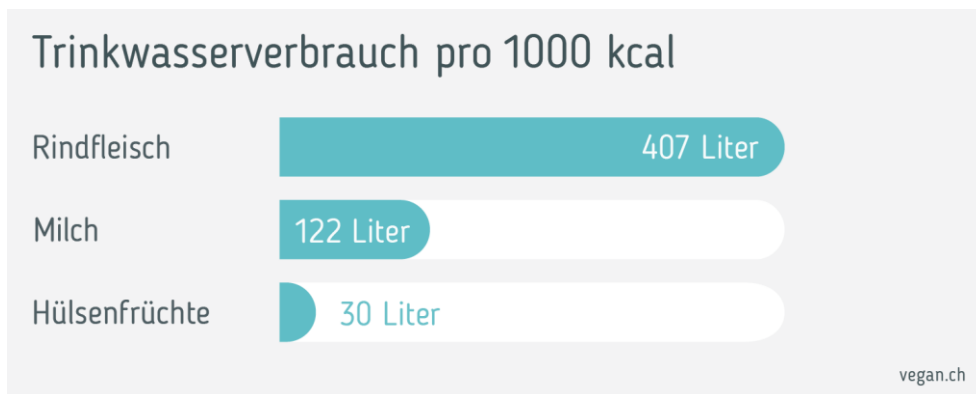 Trinkwasserverbrauch pro 1000 kcal
Rindfleisch 407 Liter
Milch 122 Liter
Hülsenfrüchte 30 Liter
vegan.ch